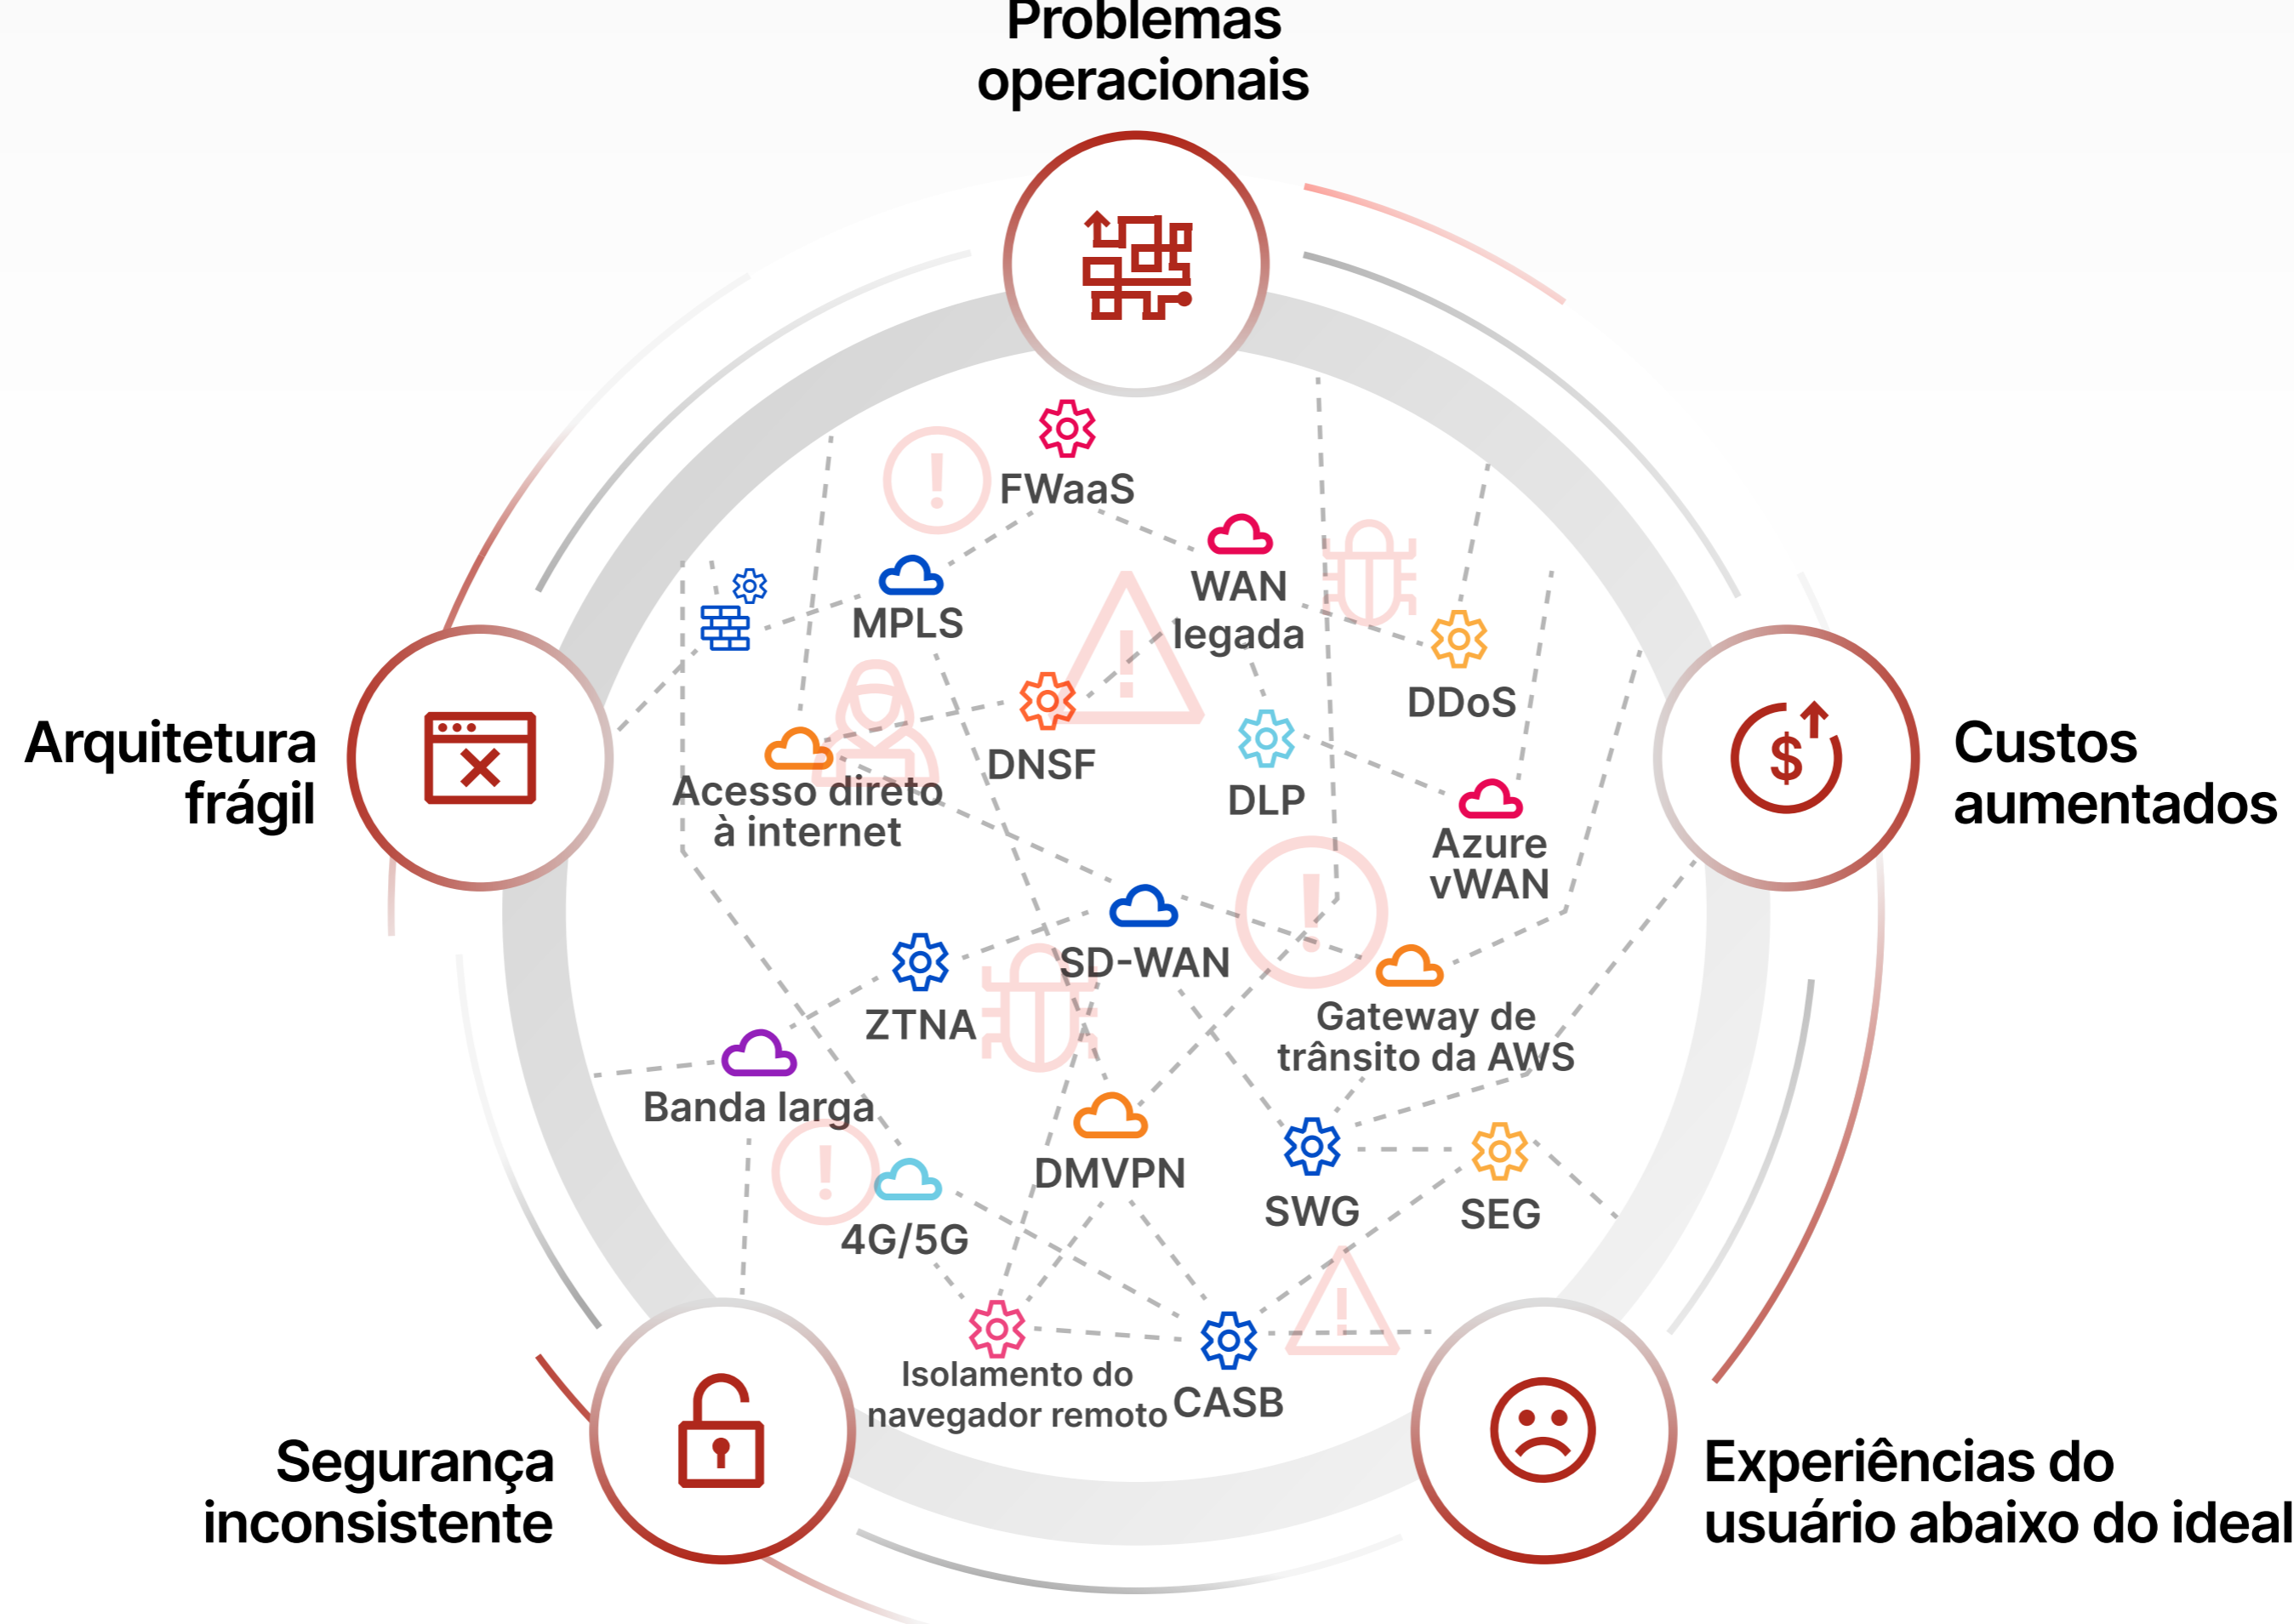 Problemas
operacionais
FWaaS
WAN
legada
MPLS
DDoS
DNSF
Acesso direto
à internet
DLP
Azure
vWAN
Arquitetura
frágil
Custos
aumentados
SD-WAN
ZTNA
Gateway de
trânsito da AWS
Banda larga
DMVPN
SWG
SEG
4G/5G
Isolamento do
navegador remoto
CASB
Segurança
inconsistente
Experiências do
usuário abaixo do ideal